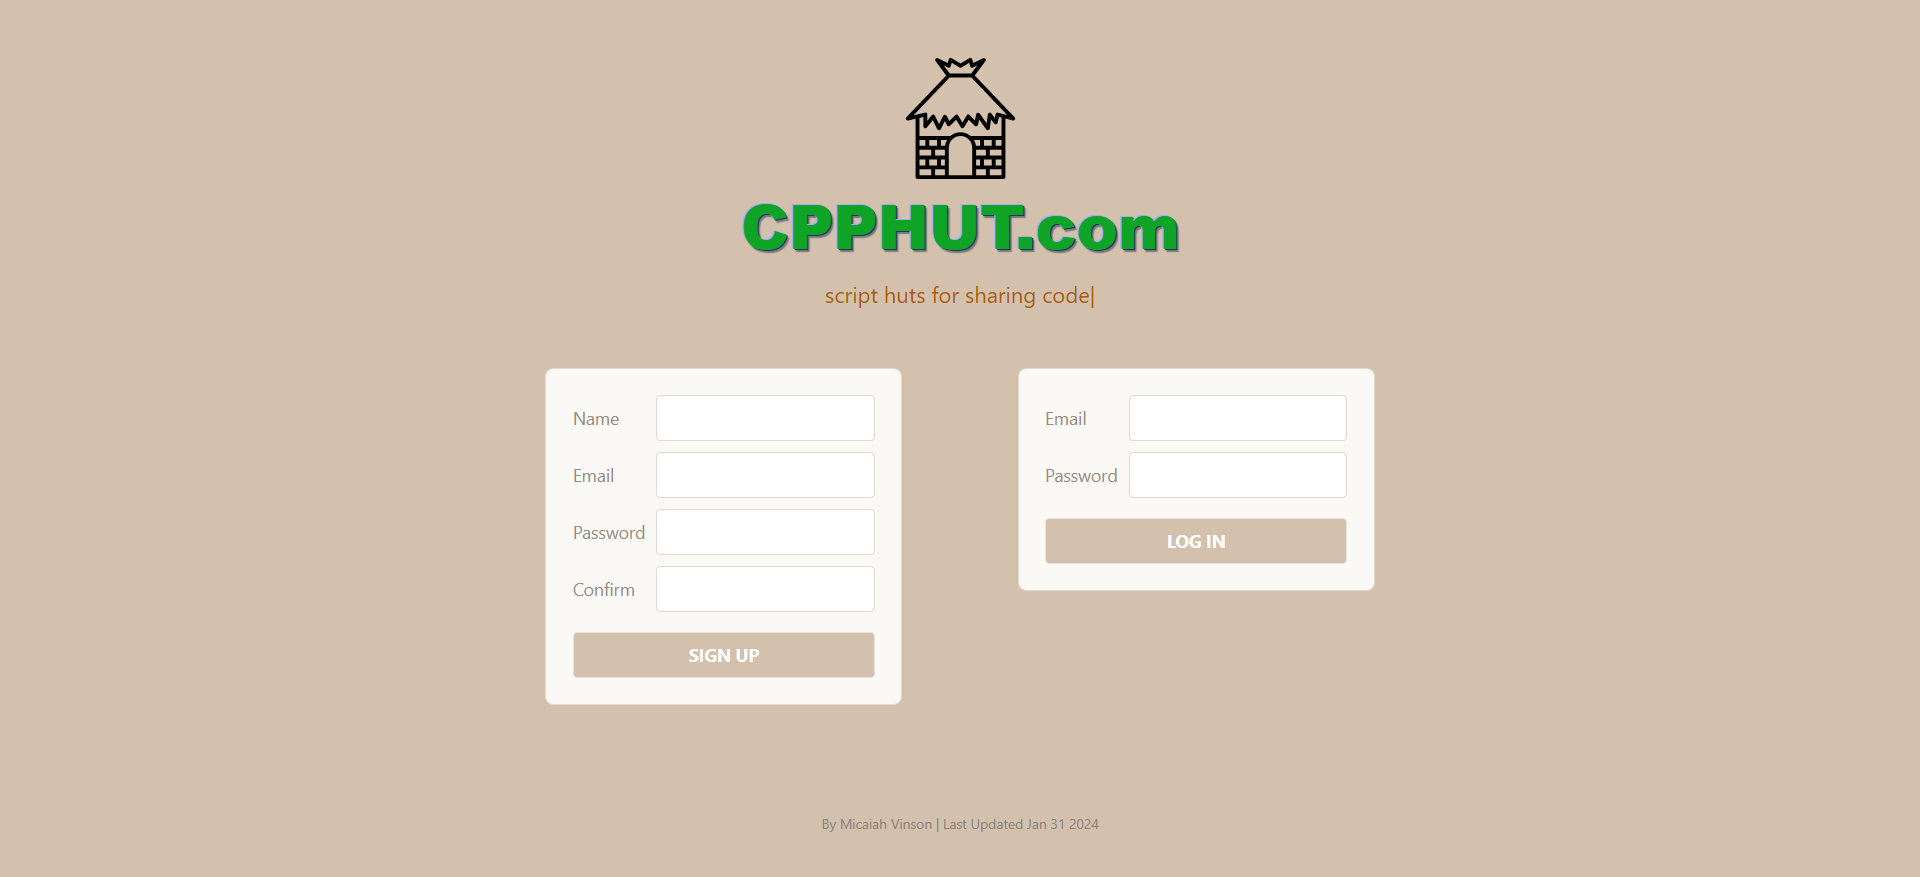 CPPHUT.com
script huts for sharing code|
Name
Email
Password
Confirm
SIGN UP
Email
Password
LOG IN
By Micaiah Vinson | Last Updated Jan 31 2024